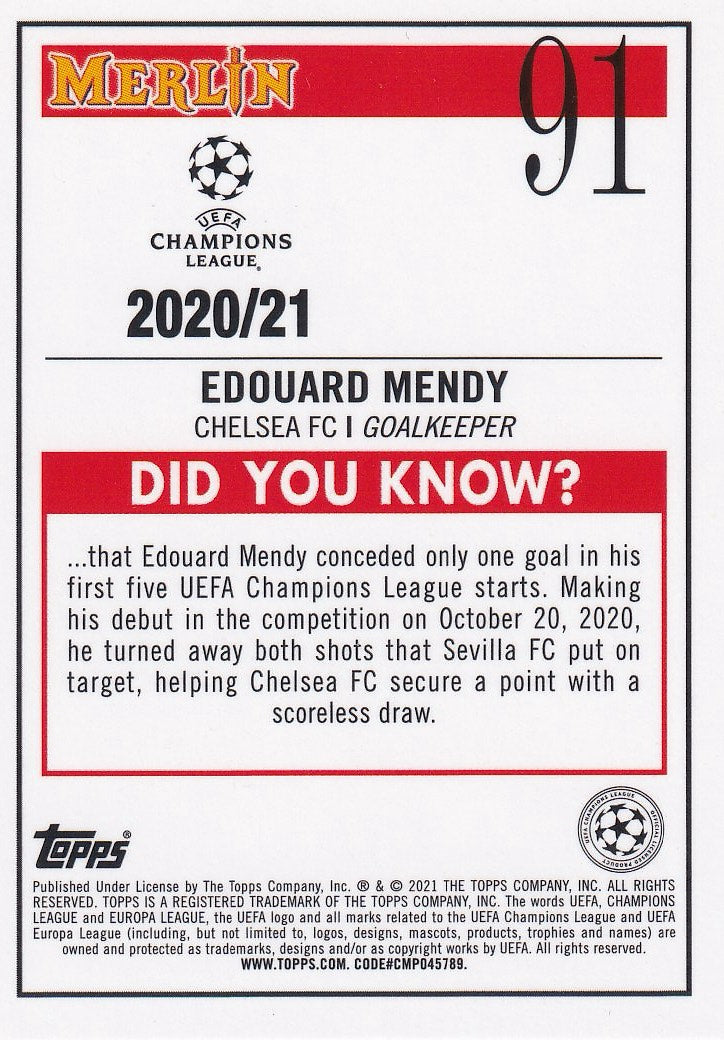 MERLIN
91
UEFA
CHAMPIONS
LEAGUE®
2020/21
EDOUARD MENDY
CHELSEA FC | GOALKEEPER
DID YOU KNOW?
...that Edouard Mendy conceded only one goal in his
first five UEFA Champions League starts. Making
his debut in the competition on October 20, 2020,
he turned away both shots that Sevilla FC put on
target, helping Chelsea FC secure a point with a
scoreless draw.
UEFA CHAMPIONS LEAGUE
OFFICIAL LICENSED PRODUCT
topps®
Published Under License by The Topps Company, Inc. ® & © 2021 THE TOPPS COMPANY, INC. ALL RIGHTS
RESERVED. TOPPS IS A REGISTERED TRADEMARK OF THE TOPPS COMPANY, INC. The words UEFA, CHAMPIONS
LEAGUE and EUROPA LEAGUE, the UEFA logo and all marks related to the UEFA Champions League and UEFA
Europa League (including, but not limited to, logos, designs, mascots, products, trophies and names) are
owned and protected as trademarks, designs and/or as copyright works by UEFA. All rights reserved.
WWW.TOPPS.COM. CODE#CMP045789.